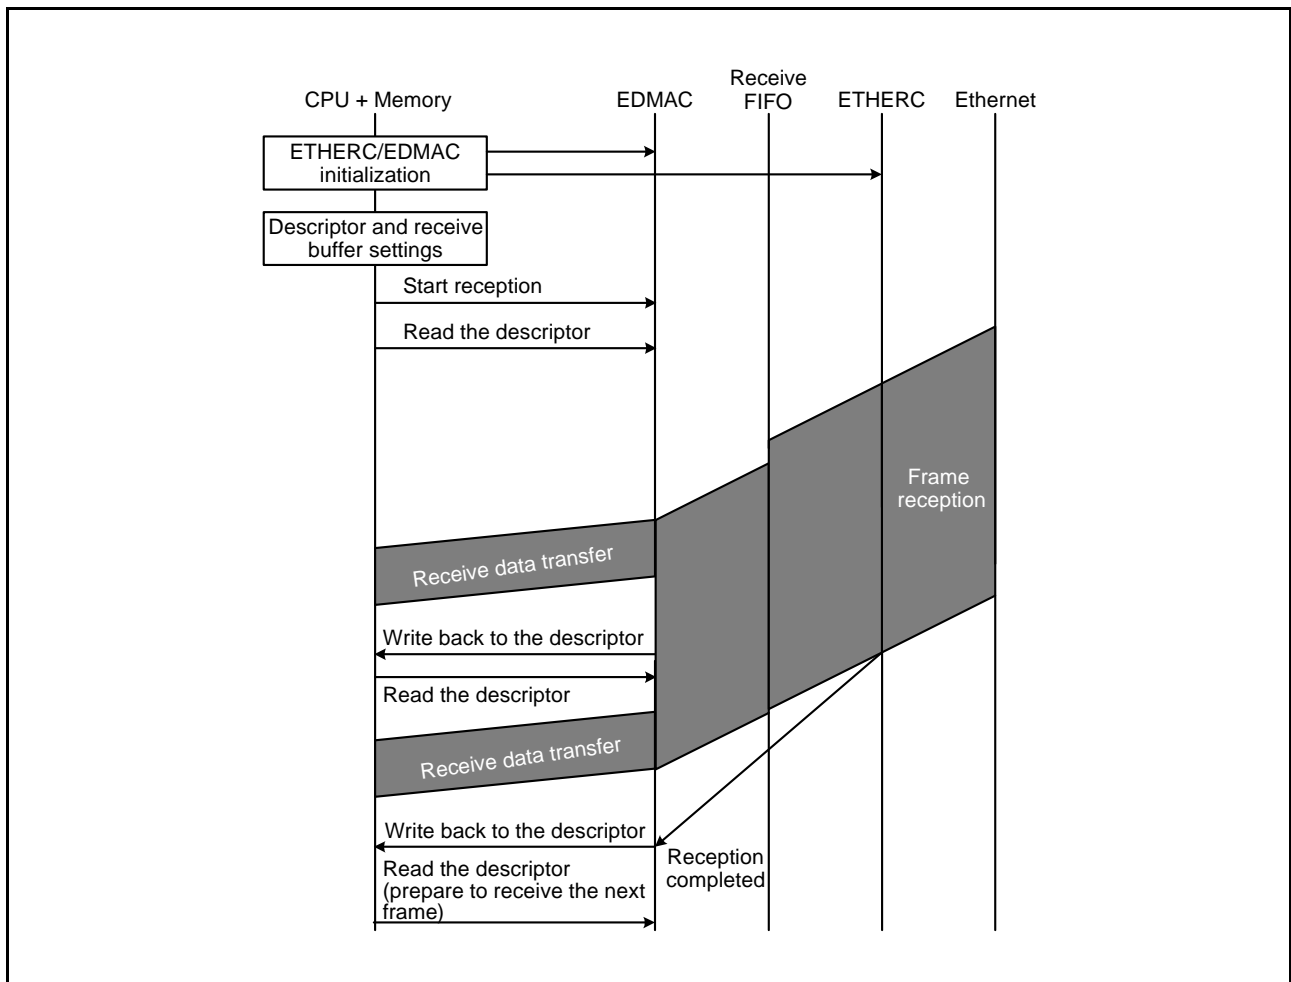 Receive
CPU + Memory EDMAC FIFO ETHERC Ethernet
ETHERC/EDMAC
initialization
Descriptor and receive
buffer settings
Start reception
Read the descriptor
Frame
reception
Receive data transfer
Write back to the descriptor
Read the descriptor
Receive data transfer
Write back to the descriptor
Reception
completed
Read the descriptor
(prepare to receive the next
frame)